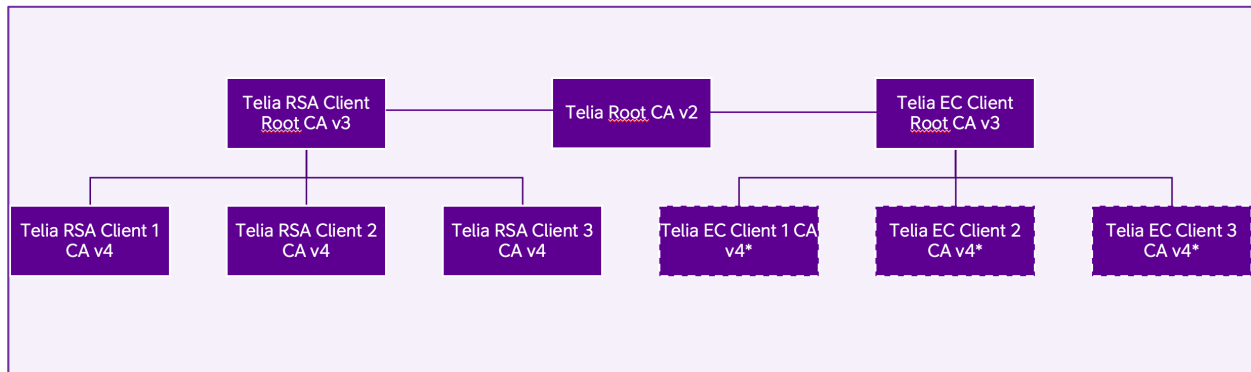 Telia RSA Client
Root CA v3
Telia Root CA v2
Telia EC Client
Root CA v3
Telia RSA Client 1
CA v4
Telia RSA Client 2
CA v4
Telia RSA Client 3
CA v4
Telia EC Client 1 CA
v4*
Telia EC Client 2
CA v4*
Telia EC Client 3
CA v4*